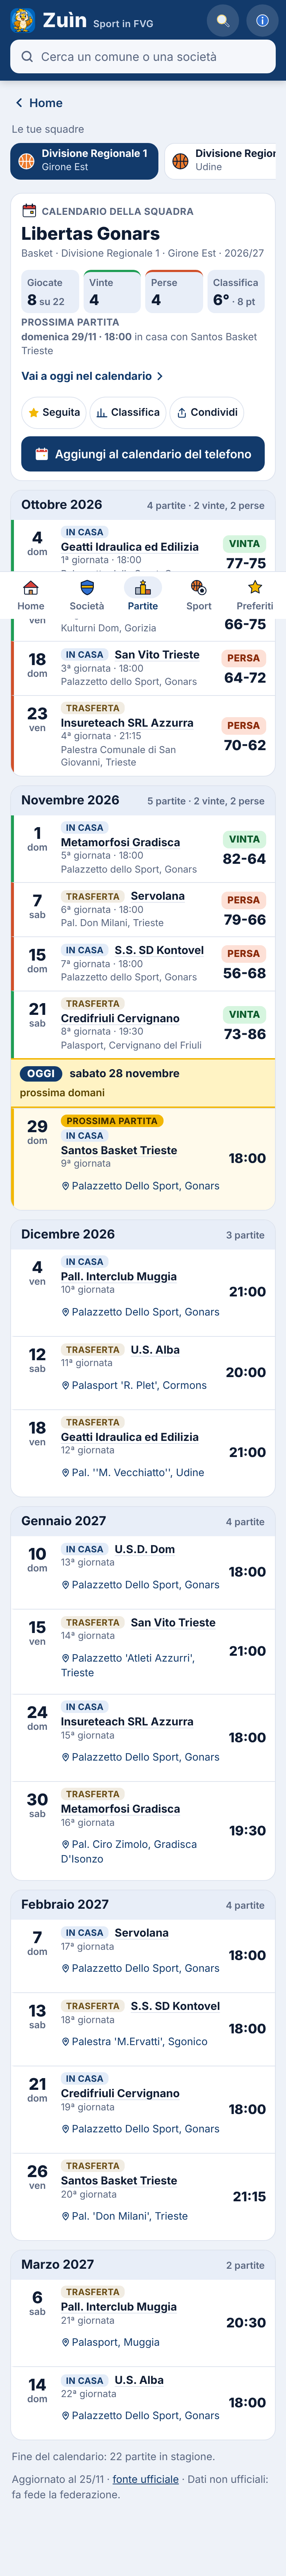 Zuìn Sport in FVG
Cerca un comune o una società
Home
Le tue squadre
Divisione Regionale 1
Girone Est
Divisione Region
Udine
CALENDARIO DELLA SQUADRA
Libertas Gonars
Basket · Divisione Regionale 1 · Girone Est · 2026/27
Giocate
8 su 22
Vinte
4
Perse
4
Classifica
6° · 8 pt
PROSSIMA PARTITA
domenica 29/11 · 18:00 in casa con Santos Basket
Trieste
Vai a oggi nel calendario
Seguita
Classifica
Condividi
Aggiungi al calendario del telefono
Ottobre 2026 4 partite · 2 vinte, 2 perse
4
dom
IN CASA
Geatti Idraulica ed Edilizia
1ª giornata · 18:00
VINTA
77-75
Home
Società
Partite
Sport
Preferiti
ven
Kulturni Dom, Gorizia
66-75
18
dom
IN CASA San Vito Trieste
3ª giornata · 18:00
Palazzetto dello Sport, Gonars
PERSA
64-72
23
ven
TRASFERTA
Insureteach SRL Azzurra
4ª giornata · 21:15
Palestra Comunale di San
Giovanni, Trieste
PERSA
70-62
Novembre 2026 5 partite · 2 vinte, 2 perse
1
dom
IN CASA
Metamorfosi Gradisca
5ª giornata · 18:00
Palazzetto dello Sport, Gonars
VINTA
82-64
7
sab
TRASFERTA Servolana
6ª giornata · 18:00
Pal. Don Milani, Trieste
PERSA
79-66
15
dom
IN CASA S.S. SD Kontovel
7ª giornata · 18:00
Palazzetto dello Sport, Gonars
PERSA
56-68
21
sab
TRASFERTA
Credifriuli Cervignano
8ª giornata · 19:30
Palasport, Cervignano del Friuli
VINTA
73-86
OGGI sabato 28 novembre
prossima domani
29
dom
PROSSIMA PARTITA
IN CASA
Santos Basket Trieste
9ª giornata
Palazzetto Dello Sport, Gonars
18:00
Dicembre 2026 3 partite
4
ven
IN CASA
Pall. Interclub Muggia
10ª giornata
Palazzetto Dello Sport, Gonars
21:00
12
sab
TRASFERTA U.S. Alba
11ª giornata
Palasport 'R. Plet', Cormons
20:00
18
ven
TRASFERTA
Geatti Idraulica ed Edilizia
12ª giornata
Pal. ''M. Vecchiatto'', Udine
21:00
Gennaio 2027 4 partite
10
dom
IN CASA U.S.D. Dom
13ª giornata
Palazzetto Dello Sport, Gonars
18:00
15
ven
TRASFERTA San Vito Trieste
14ª giornata
Palazzetto 'Atleti Azzurri',
Trieste
21:00
24
dom
IN CASA
Insureteach SRL Azzurra
15ª giornata
Palazzetto Dello Sport, Gonars
18:00
30
sab
TRASFERTA
Metamorfosi Gradisca
16ª giornata
Pal. Ciro Zimolo, Gradisca
D'Isonzo
19:30
Febbraio 2027 4 partite
7
dom
IN CASA Servolana
17ª giornata
Palazzetto Dello Sport, Gonars
18:00
13
sab
TRASFERTA S.S. SD Kontovel
18ª giornata
Palestra 'M.Ervatti', Sgonico
18:00
21
dom
IN CASA
Credifriuli Cervignano
19ª giornata
Palazzetto Dello Sport, Gonars
18:00
26
ven
TRASFERTA
Santos Basket Trieste
20ª giornata
Pal. 'Don Milani', Trieste
21:15
Marzo 2027 2 partite
6
sab
TRASFERTA
Pall. Interclub Muggia
21ª giornata
Palasport, Muggia
20:30
14
dom
IN CASA U.S. Alba
22ª giornata
Palazzetto Dello Sport, Gonars
18:00
Fine del calendario: 22 partite in stagione.
Aggiornato al 25/11 · fonte ufficiale · Dati non ufficiali:
fa fede la federazione.